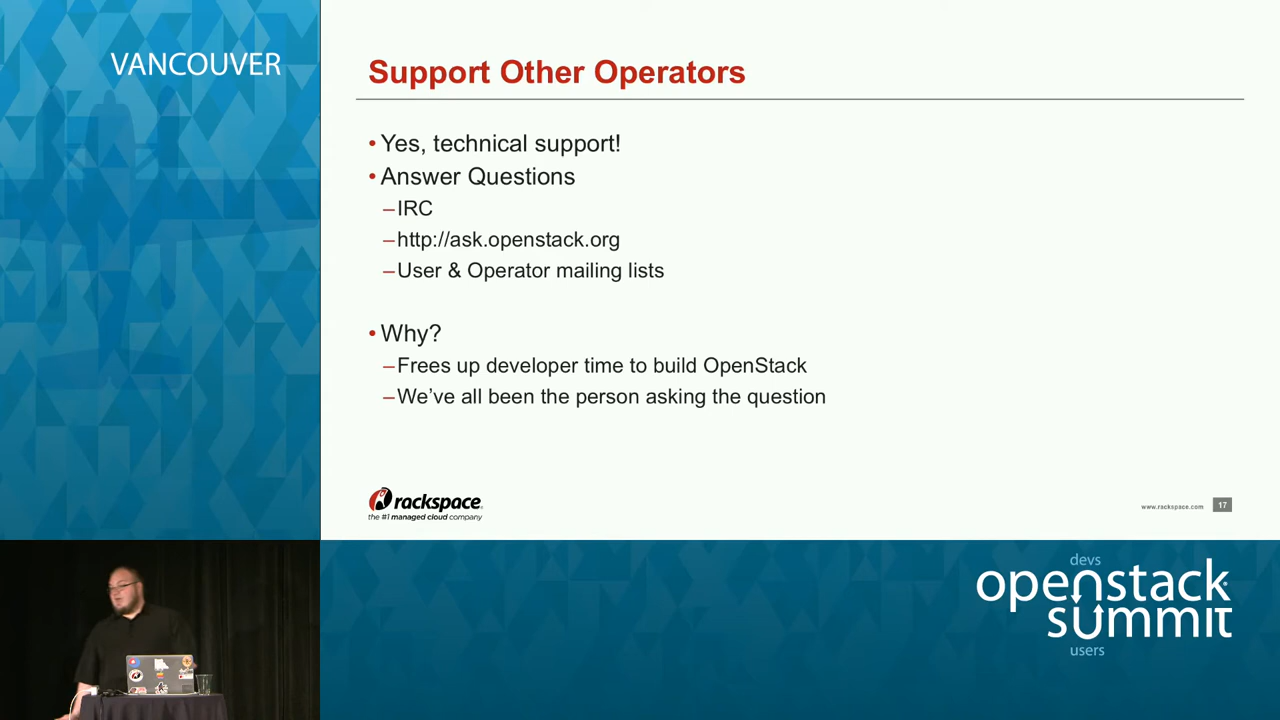 VANCOUVER
Support Other Operators
•Yes, technical support!
•Answer Questions
–IRC
–http://ask.openstack.org
–User & Operator mailing lists
•Why?
–Frees up developer time to build OpenStack
–We’ve all been the person asking the question
rackspace
the #1 managed cloud company
www.rackspace.com
17
devs
openstack
summit
users